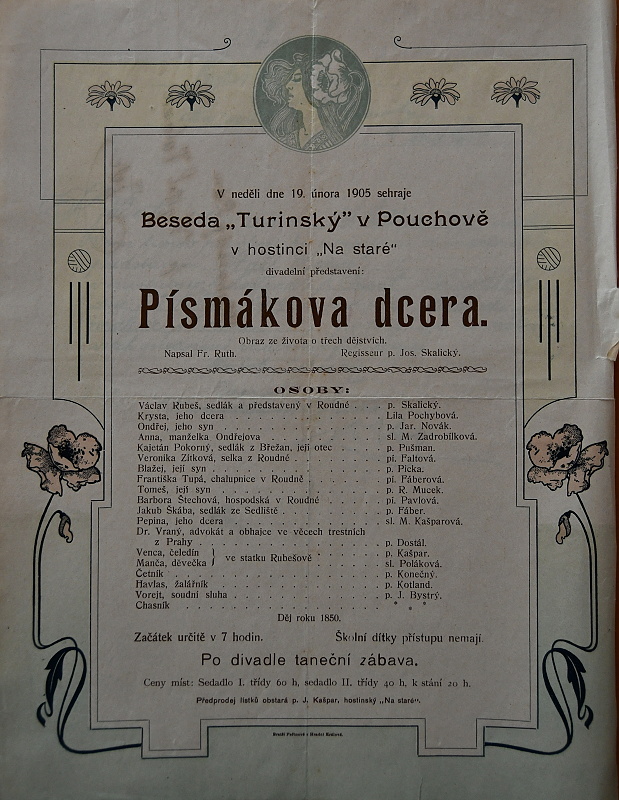 V neděli dne 19. února 1905 sehraje
Beseda „Turinský" v Pouchově
v hostinci „Na staré"
divadelní představení:
Písmákova dcera.
Obraz ze života o třech dějstvích.
Napsal Fr. Ruth. Regisseur p. Jos. Skalický.
OSOBY:
Václav Rubeš, sedlák a představený v Roudné . . . p. Skalický.
Krysta, jeho dcera . . . Lila Pochybová.
Ondřej, jeho syn . . . p. Jar. Novák.
Anna, manželka Ondřejova . . . sl. M. Zadrobílková.
Kajetán Pokorný, sedlák z Břežan, její otec . . . p. Pušman.
Veronika Zítková, selka z Roudné . . . pí. Faltová.
Blažej, její syn . . . p. Picka.
Františka Tupá, chalupnice v Roudně . . . pí. Fáberová.
Tomeš, její syn . . . p. R. Mucek.
Barbora Štechová, hospodská v Roudné . . . pí. Pavlová.
Jakub Škába, sedlák ze Sedliště . . . p. Fáber.
Pepina, jeho dcera . . . sl. M. Kašparová.
Dr. Vraný, advokát a obhajce ve věcech trestních
z Prahy . . . p. Dostál.
Venca, čeledín } ve statku Rubešově . . . p. Kašpar.
Manča, děvečka } sl. Poláková.
Četník . . . p. Konečný.
Havlas, žalářník . . . p. Kotland.
Vorejt, soudní sluha . . . p. J. Bystrý.
Chasník . . . * * *
Děj roku 1850.
Začátek určitě v 7 hodin. Školní dítky přístupu nemají.
Po divadle taneční zábava.
Ceny míst: Sedadlo I. třídy 60 h, sedadlo II. třídy 40 h, k stání 20 h.
Předprodej lístků obstará p. J. Kašpar, hostinský „Na staré".